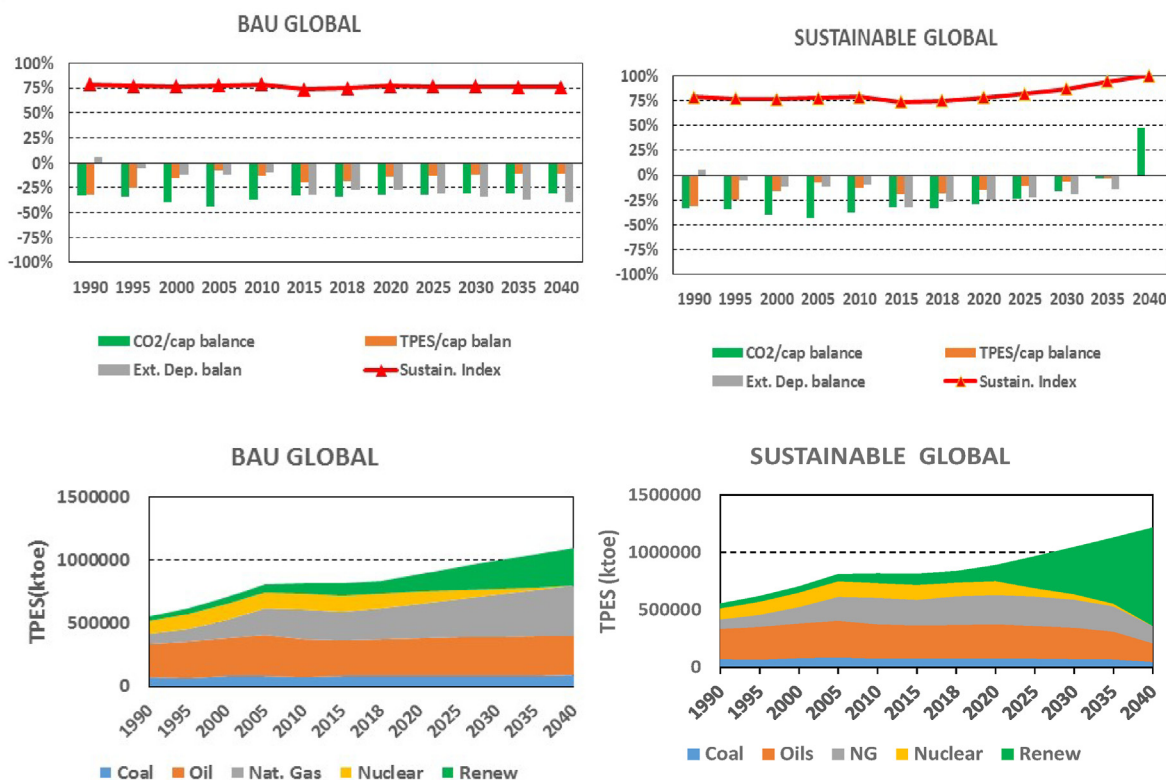 BAU GLOBAL
100%
75%
50%
25%
0%
-25%
-50%
-75%
-100%
1990 1995 2000 2005 2010 2015 2018 2020 2025 2030 2035 2040
CO2/cap balance
TPES/cap balan
Ext. Dep. balan
Sustain. Index
SUSTAINABLE GLOBAL
100%
75%
50%
25%
0%
-25%
-50%
-75%
-100%
1990 1995 2000 2005 2010 2015 2018 2020 2025 2030 2035 2040
CO2/cap balance
TPES/cap balance
Ext. Dep. balance
Sustain. Index
BAU GLOBAL
TPES(ktoe)
1500000
1000000
500000
0
1990 1995 2000 2005 2010 2015 2018 2020 2025 2030 2035 2040
Coal Oil Nat. Gas Nuclear Renew
SUSTAINABLE GLOBAL
TPES (ktoe)
1500000
1000000
500000
0
1990 1995 2000 2005 2010 2015 2018 2020 2025 2030 2035 2040
Coal Oils NG Nuclear Renew